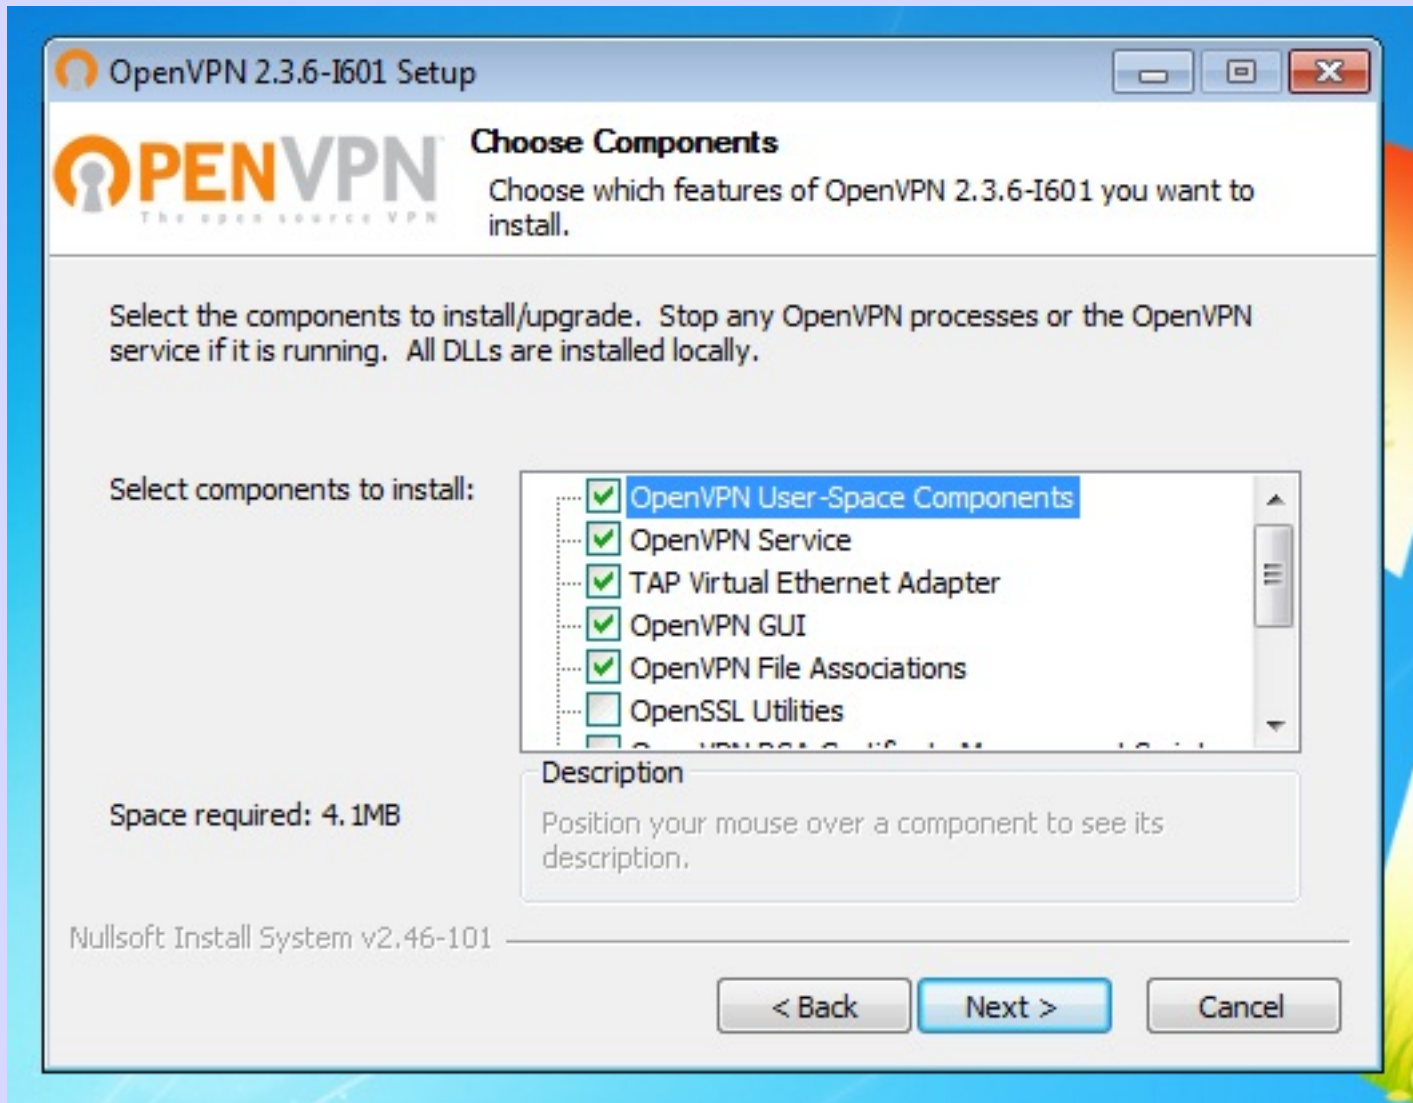 OpenVPN 2.3.6-I601 Setup
OPENVPN
The open source VPN
Choose Components
Choose which features of OpenVPN 2.3.6-I601 you want to
install.
Select the components to install/upgrade.  Stop any OpenVPN processes or the OpenVPN
service if it is running.  All DLLs are installed locally.
Select components to install:
OpenVPN User-Space Components
OpenVPN Service
TAP Virtual Ethernet Adapter
OpenVPN GUI
OpenVPN File Associations
OpenSSL Utilities
Description
Space required: 4.1MB
Position your mouse over a component to see its
description.
Nullsoft Install System v2.46-101
< Back
Next >
Cancel